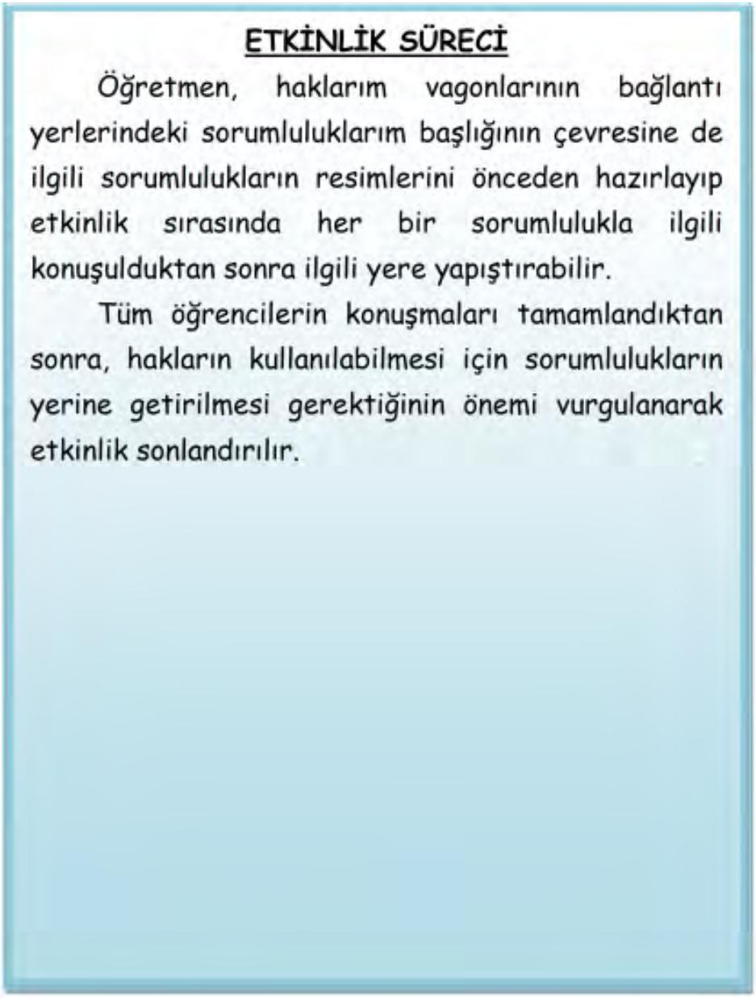 ETKİNLİK SÜRECİ
Öğretmen, haklarım vagonlarının bağlantı
yerlerindeki sorumluluklarım başlığının çevresine de
ilgili sorumlulukların resimlerini önceden hazırlayıp
etkinlik sırasında her bir sorumlulukla ilgili
konuşulduktan sonra ilgili yere yapıştırabilir.
Tüm öğrencilerin konuşmaları tamamlandıktan
sonra, hakların kullanılabilmesi için sorumlulukların
yerine getirilmesi gerektiğinin önemi vurgulanarak
etkinlik sonlandırılır.